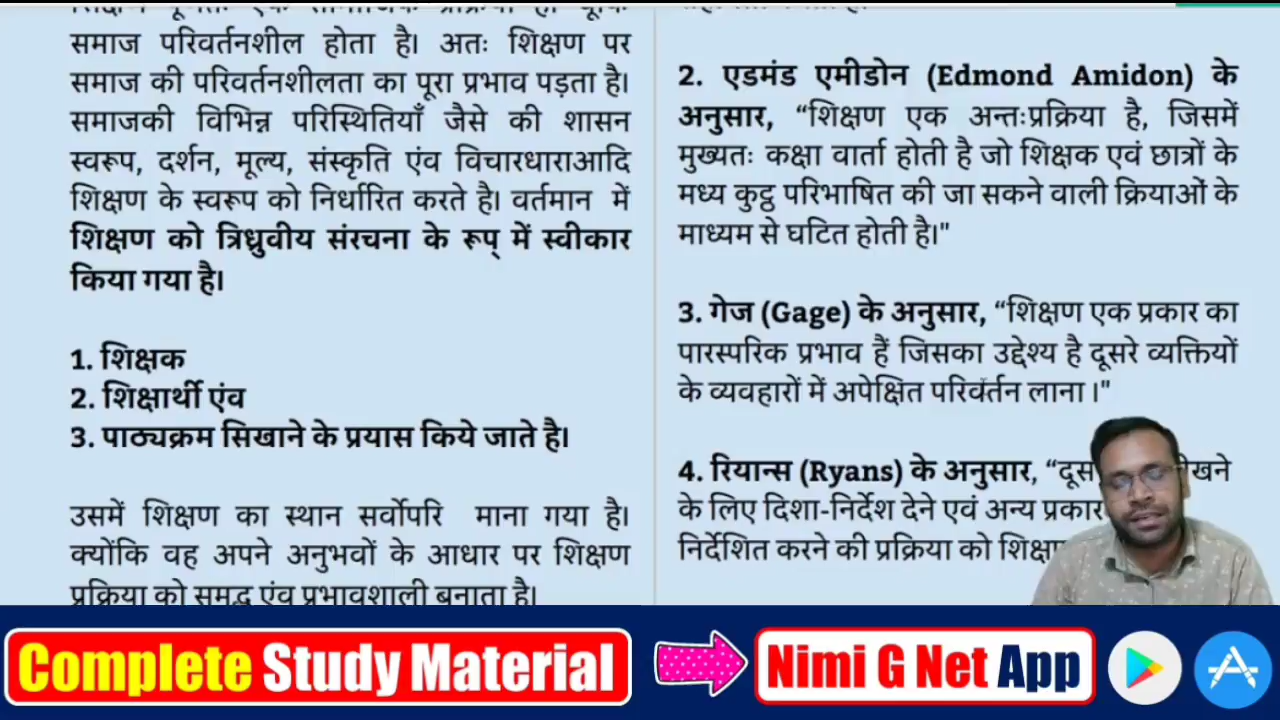 समाज परिवर्तनशील होता है। अतः शिक्षण पर
समाज की परिवर्तनशीलता का पूरा प्रभाव पड़ता है।
समाजकी विभिन्न परिस्थितियाँ जैसे की शासन
स्वरूप, दर्शन, मूल्य, संस्कृति एंव विचारधाराआदि
शिक्षण के स्वरूप को निर्धारित करते है। वर्तमान में
शिक्षण को त्रिध्रुवीय संरचना के रूप् में स्वीकार
किया गया है।
1. शिक्षक
2. शिक्षार्थी एंव
3. पाठ्यक्रम सिखाने के प्रयास किये जाते है।
उसमें शिक्षण का स्थान सर्वोपरि माना गया है।
क्योंकि वह अपने अनुभवों के आधार पर शिक्षण
प्रक्रिया को समृद्ध एंव प्रभावशाली बनाता है।
2. एडमंड एमीडोन (Edmond Amidon) के
अनुसार, “शिक्षण एक अन्तःप्रक्रिया है, जिसमें
मुख्यतः कक्षा वार्ता होती है जो शिक्षक एवं छात्रों के
मध्य कुट्ठ परिभाषित की जा सकने वाली क्रियाओं के
माध्यम से घटित होती है।"
3. गेज (Gage) के अनुसार, “शिक्षण एक प्रकार का
पारस्परिक प्रभाव हैं जिसका उद्देश्य है दूसरे व्यक्तियों
के व्यवहारों में अपेक्षित परिवर्तन लाना ।"
4. रियान्स (Ryans) के अनुसार,
के लिए दिशा-निर्देश देने एवं अन्य प्रकार
निर्देशित करने की प्रक्रिया को
Complete Study Material
Nimi G Net App